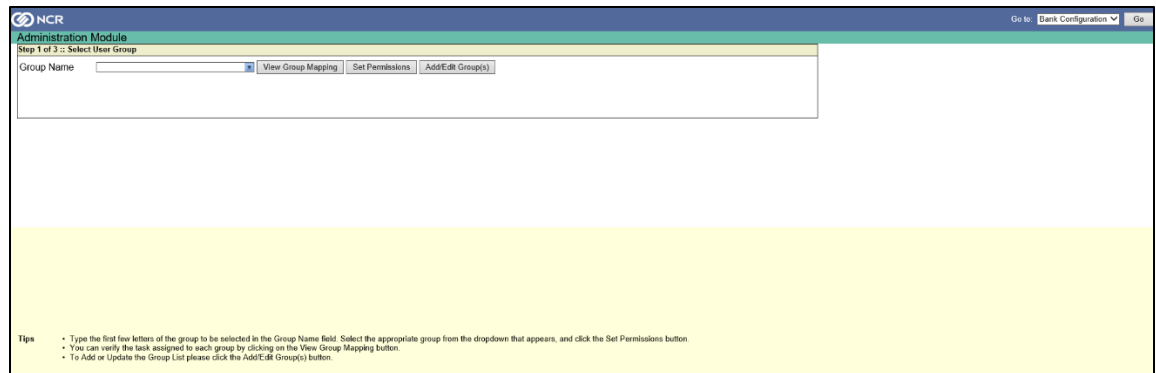 NCR Go to: Bank Configuration Go
Administration Module
Step 1 of 3 :: Select User Group
Group Name View Group Mapping Set Permissions Add/Edit Group(s)
Tips • Type the first few letters of the group to be selected in the Group Name field. Select the appropriate group from the dropdown that appears, and click the Set Permissions button.
• You can verify the task assigned to each group by clicking on the View Group Mapping button.
• To Add or Update the Group List please click the Add/Edit Group(s) button.